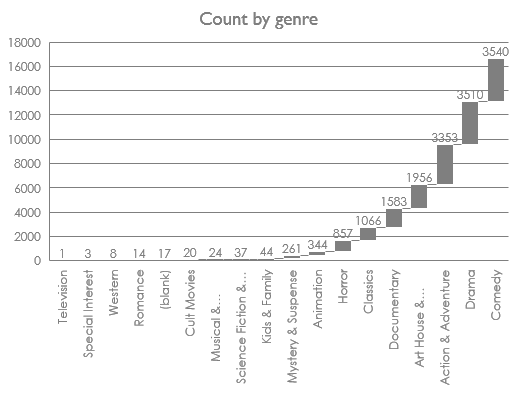 Count by genre
18000
16000
14000
12000
10000
8000
6000
4000
2000
0
1
3
8
14
17
20
24
37
44
261
344
857
1066
1583
1956
3353
3510
3540
Television
Special Interest
Western
Romance
(blank)
Cult Movies
Musical &...
Science Fiction &...
Kids & Family
Mystery & Suspense
Animation
Horror
Classics
Documentary
Art House &...
Action & Adventure
Drama
Comedy